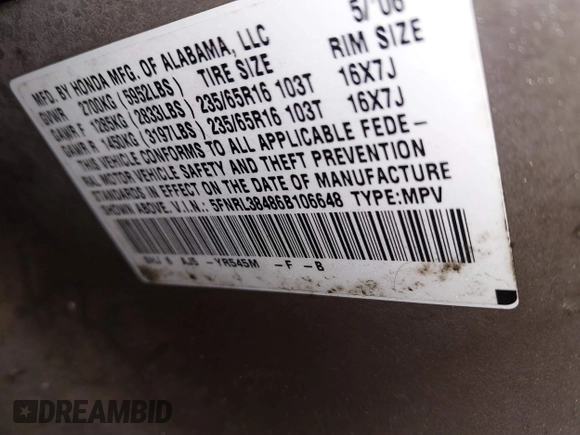 MFD. BY HONDA MFG. OF ALABAMA, LLC 5/'06
GVWR 2700KG (5952LBS) TIRE SIZE RIM SIZE
GAWR F 1285KG (2833LBS) 235/65R16 103T 16X7J
GAWR R 1450KG (3197LBS) 235/65R16 103T 16X7J
THIS VEHICLE CONFORMS TO ALL APPLICABLE FEDE-
RAL MOTOR VEHICLE SAFETY AND THEFT PREVENTION
STANDARDS IN EFFECT ON THE DATE OF MANUFACTURE
SHOWN ABOVE. V.I.N.: 5FNRL38486B106648 TYPE:MPV
YR545M -F -B
DREAMBID